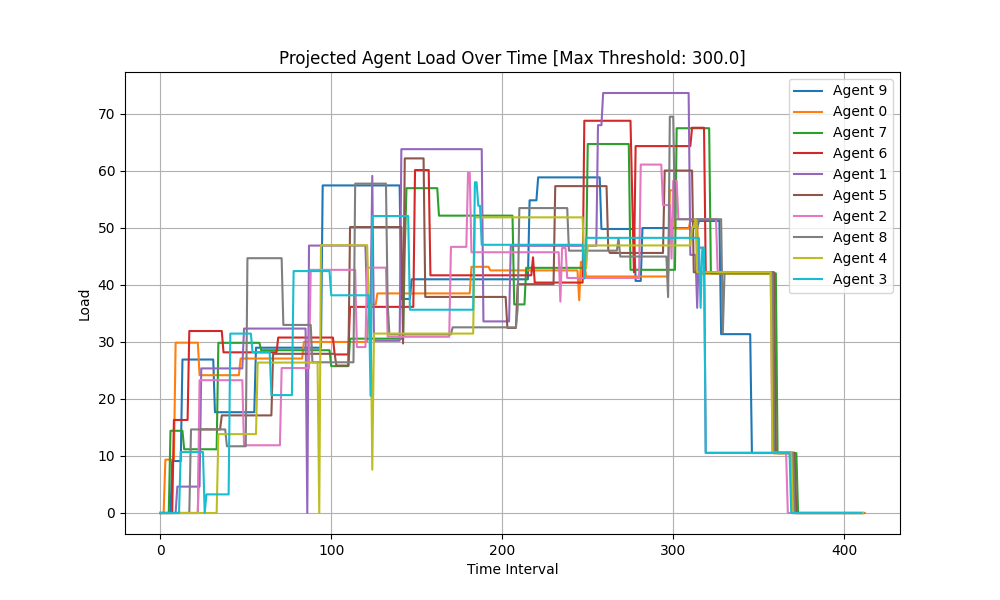 Projected Agent Load Over Time [Max Threshold: 300.0]
Load
70
60
50
40
30
20
10
0
0 100 200 300 400
Time Interval
Agent 9
Agent 0
Agent 7
Agent 6
Agent 1
Agent 5
Agent 2
Agent 8
Agent 4
Agent 3